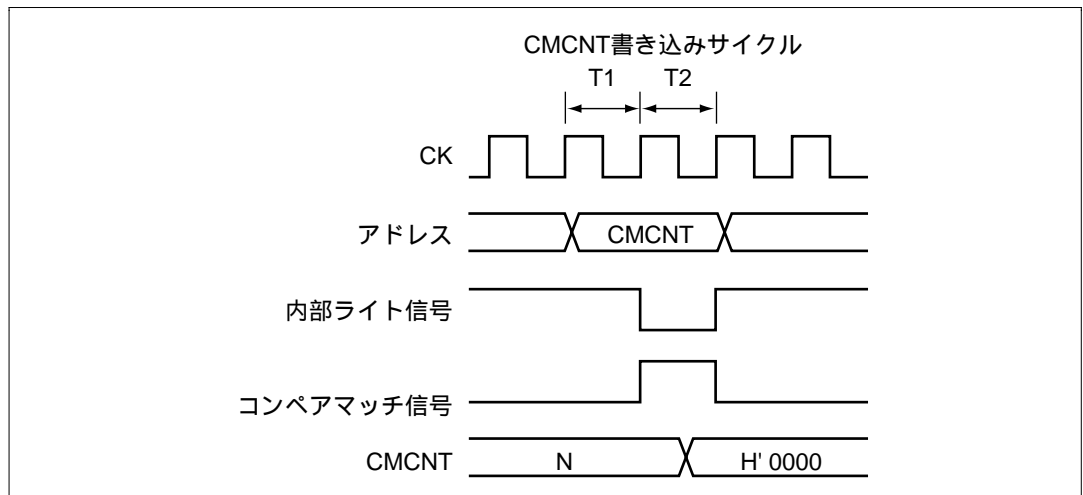 CMCNT書き込みサイクル
T1 T2
CK
アドレス CMCNT
内部ライト信号
コンペアマッチ信号
CMCNT N H' 0000